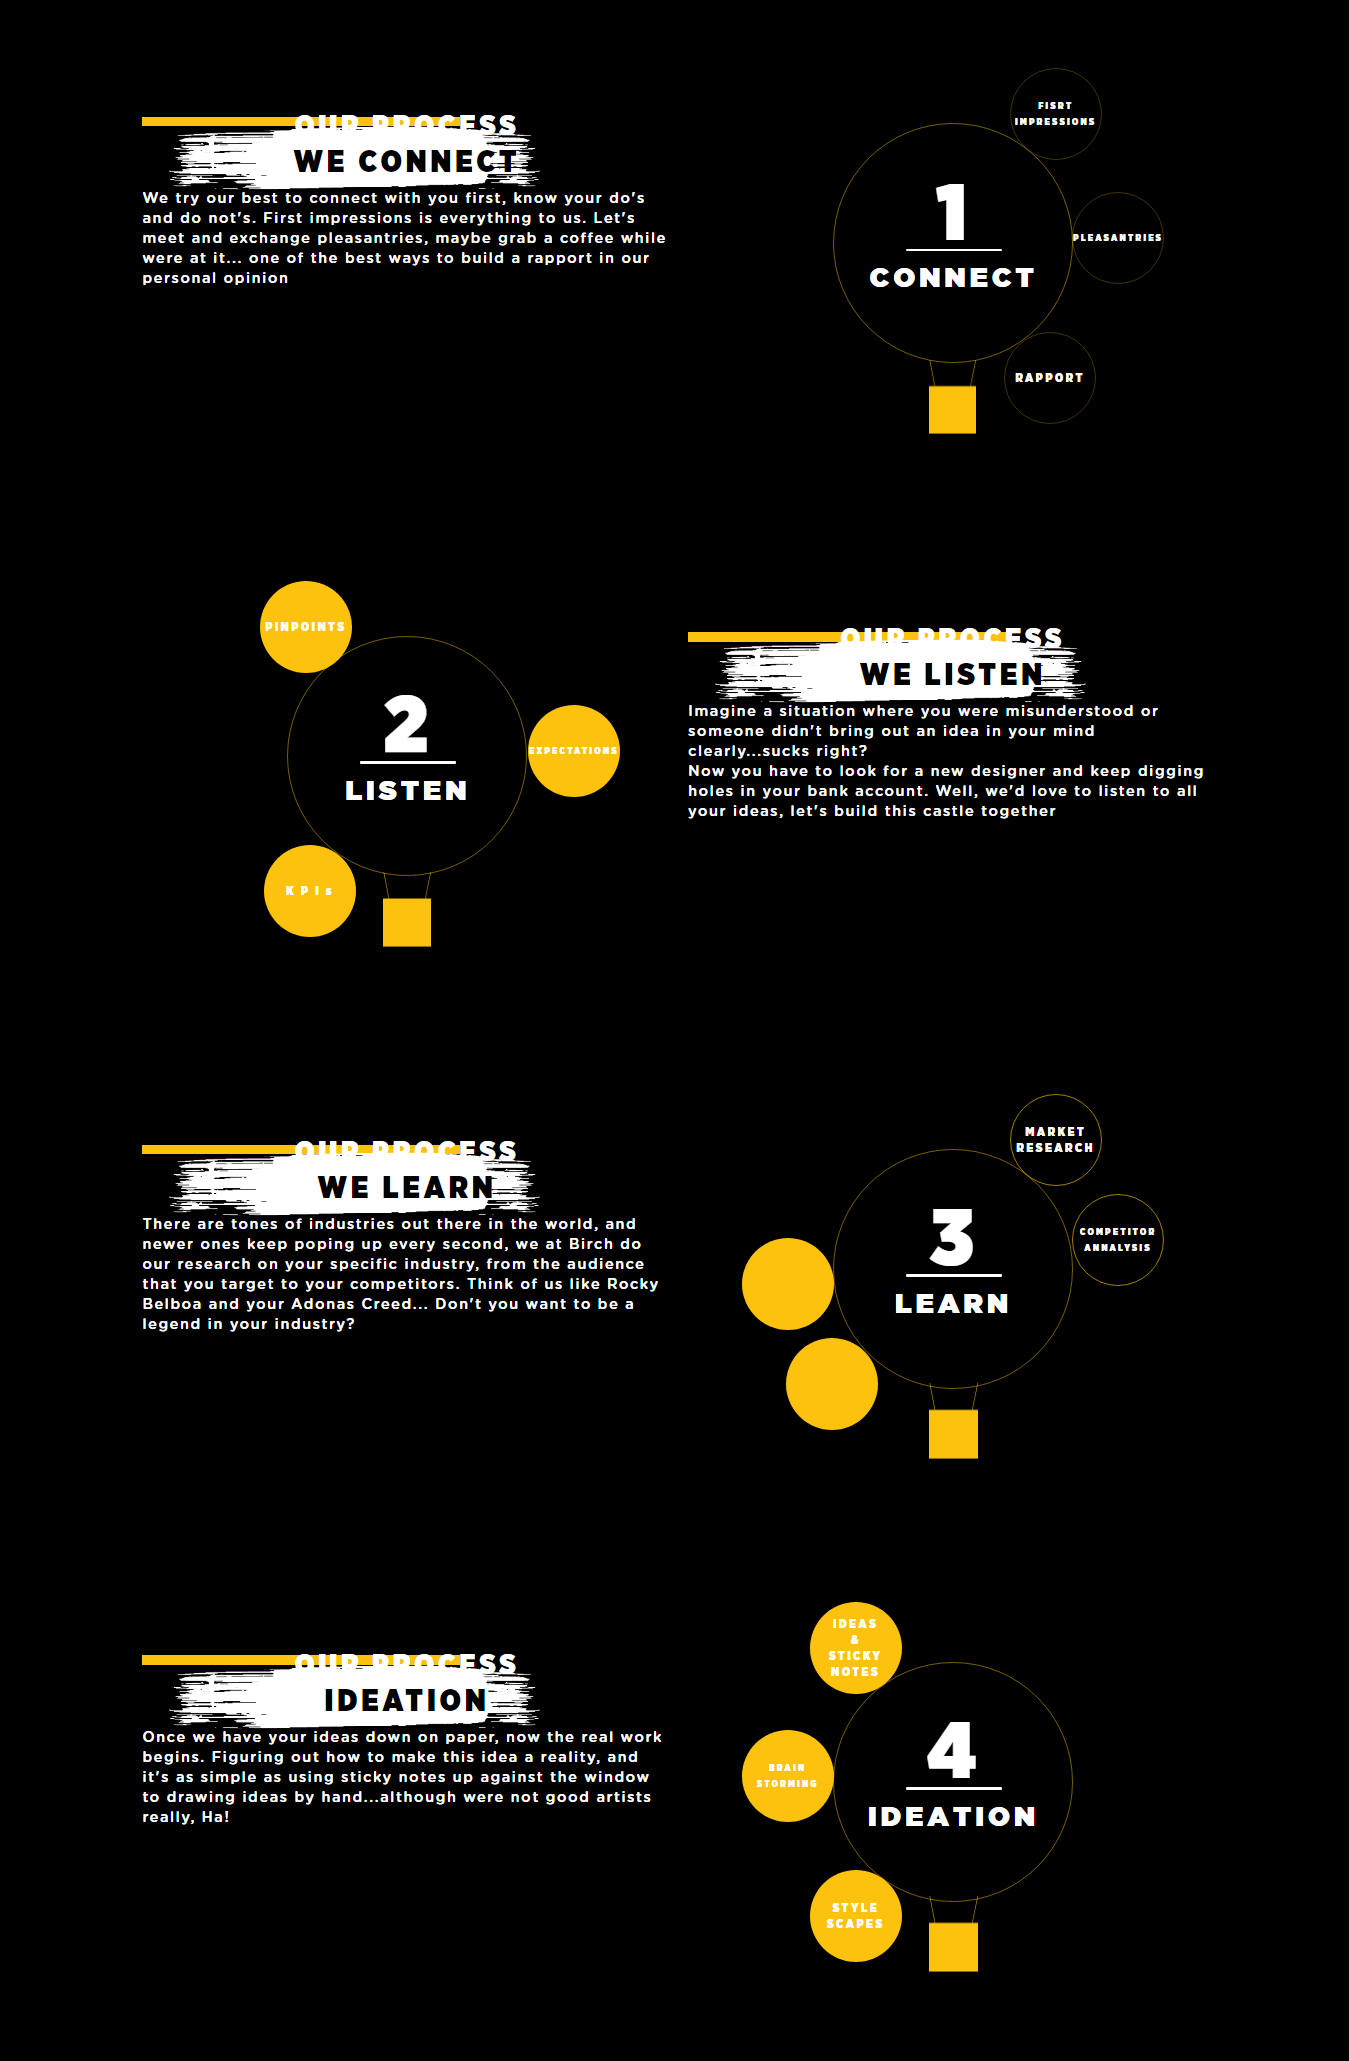 OUR PROCESS
WE CONNECT
We try our best to connect with you first, know your do's
and do not's. First impressions is everything to us. Let's
meet and exchange pleasantries, maybe grab a coffee while
were at it... one of the best ways to build a rapport in our
personal opinion
FISRT
IMPRESSIONS
1
CONNECT
PLEASANTRIES
RAPPORT
PINPOINTS
2
LISTEN
EXPECTATIONS
KPIs
OUR PROCESS
WE LISTEN
Imagine a situation where you were misunderstood or
someone didn't bring out an idea in your mind
clearly...sucks right?
Now you have to look for a new designer and keep digging
holes in your bank account. Well, we'd love to listen to all
your ideas, let's build this castle together
OUR PROCESS
WE LEARN
There are tones of industries out there in the world, and
newer ones keep poping up every second, we at Birch do
our research on your specific industry, from the audience
that you target to your competitors. Think of us like Rocky
Belboa and your Adonas Creed... Don't you want to be a
legend in your industry?
MARKET
RESEARCH
3
LEARN
COMPETITOR
ANNALYSIS
OUR PROCESS
IDEATION
Once we have your ideas down on paper, now the real work
begins. Figuring out how to make this idea a reality, and
it's as simple as using sticky notes up against the window
to drawing ideas by hand...although were not good artists
really, Ha!
IDEAS
&
STICKY
NOTES
BRAIN
STORMING
4
IDEATION
STYLE
SCAPES